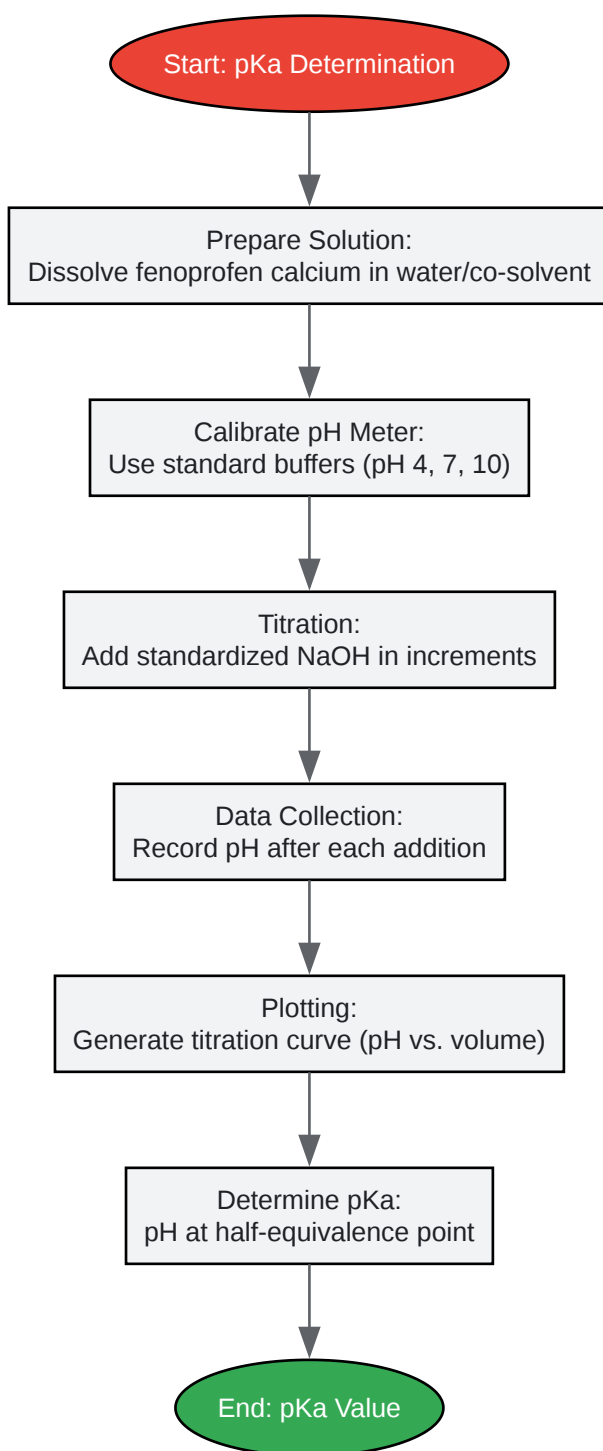 Start: pKa Determination
Prepare Solution:
Dissolve fenoprofen calcium in water/co-solvent
Calibrate pH Meter:
Use standard buffers (pH 4, 7, 10)
Titration:
Add standardized NaOH in increments
Data Collection:
Record pH after each addition
Plotting:
Generate titration curve (pH vs. volume)
Determine pKa:
pH at half-equivalence point
End: pKa Value